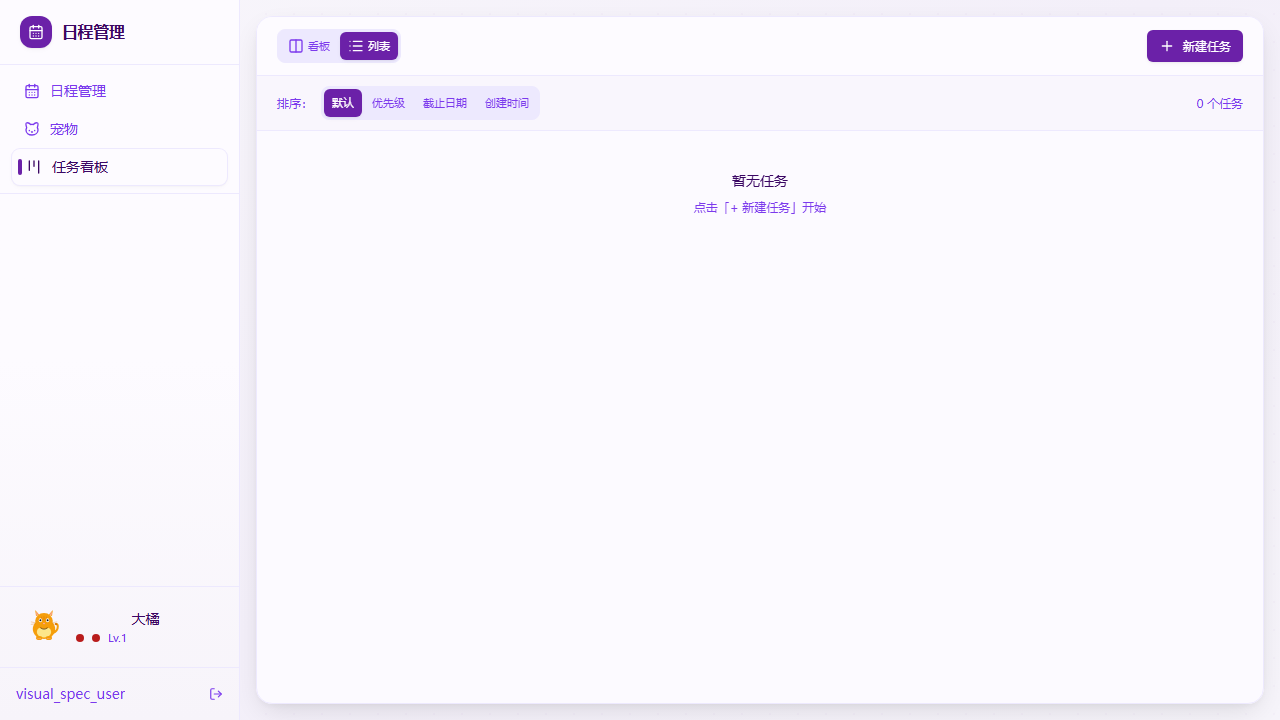 日程管理
日程管理
宠物
任务看板
大橘
Lv.1
visual_spec_user
看板
列表
新建任务
排序：
默认
优先级
截止日期
创建时间
0 个任务
暂无任务
点击「+ 新建任务」开始